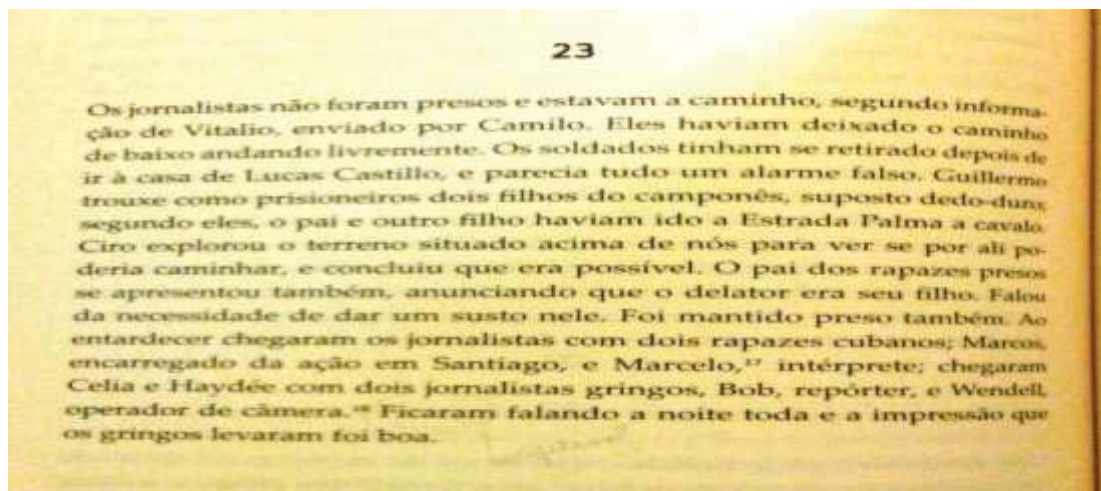 23
Os jornalistas não foram presos e estavam a caminho, segundo informa-
ção de Vitalio, enviado por Camilo. Eles haviam deixado o caminho
de baixo andando livremente. Os soldados tinham se retirado depois de
ir à casa de Lucas Castillo, e parecia tudo um alarme falso. Guillermo
trouxe como prisioneiros dois filhos do camponês, suposto dedo-duro;
segundo eles, o pai e outro filho haviam ido a Estrada Palma a cavalo.
Ciro explorou o terreno situado acima de nós para ver se por ali po-
deria caminhar, e concluiu que era possível. O pai dos rapazes presos
se apresentou também, anunciando que o delator era seu filho. Falou
da necessidade de dar um susto nele. Foi mantido preso também. Ao
entardecer chegaram os jornalistas com dois rapazes cubanos; Marcos,
encarregado da ação em Santiago, e Marcelo,¹⁷ intérprete; chegaram
Celia e Haydée com dois jornalistas gringos, Bob, repórter, e Wendell,
operador de câmera.¹⁸ Ficaram falando a noite toda e a impressão que
os gringos levaram foi boa.